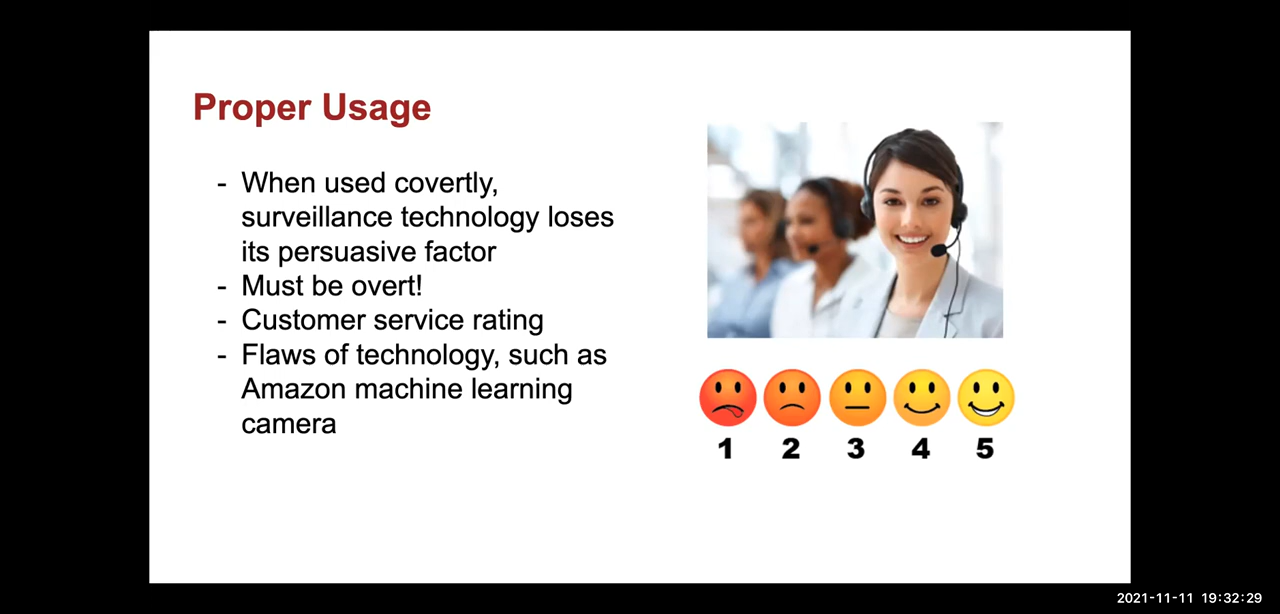 Proper Usage
- When used covertly,
surveillance technology loses
its persuasive factor
- Must be overt!
- Customer service rating
- Flaws of technology, such as
Amazon machine learning
camera
1 2 3 4 5
2021-11-11 19:32:29